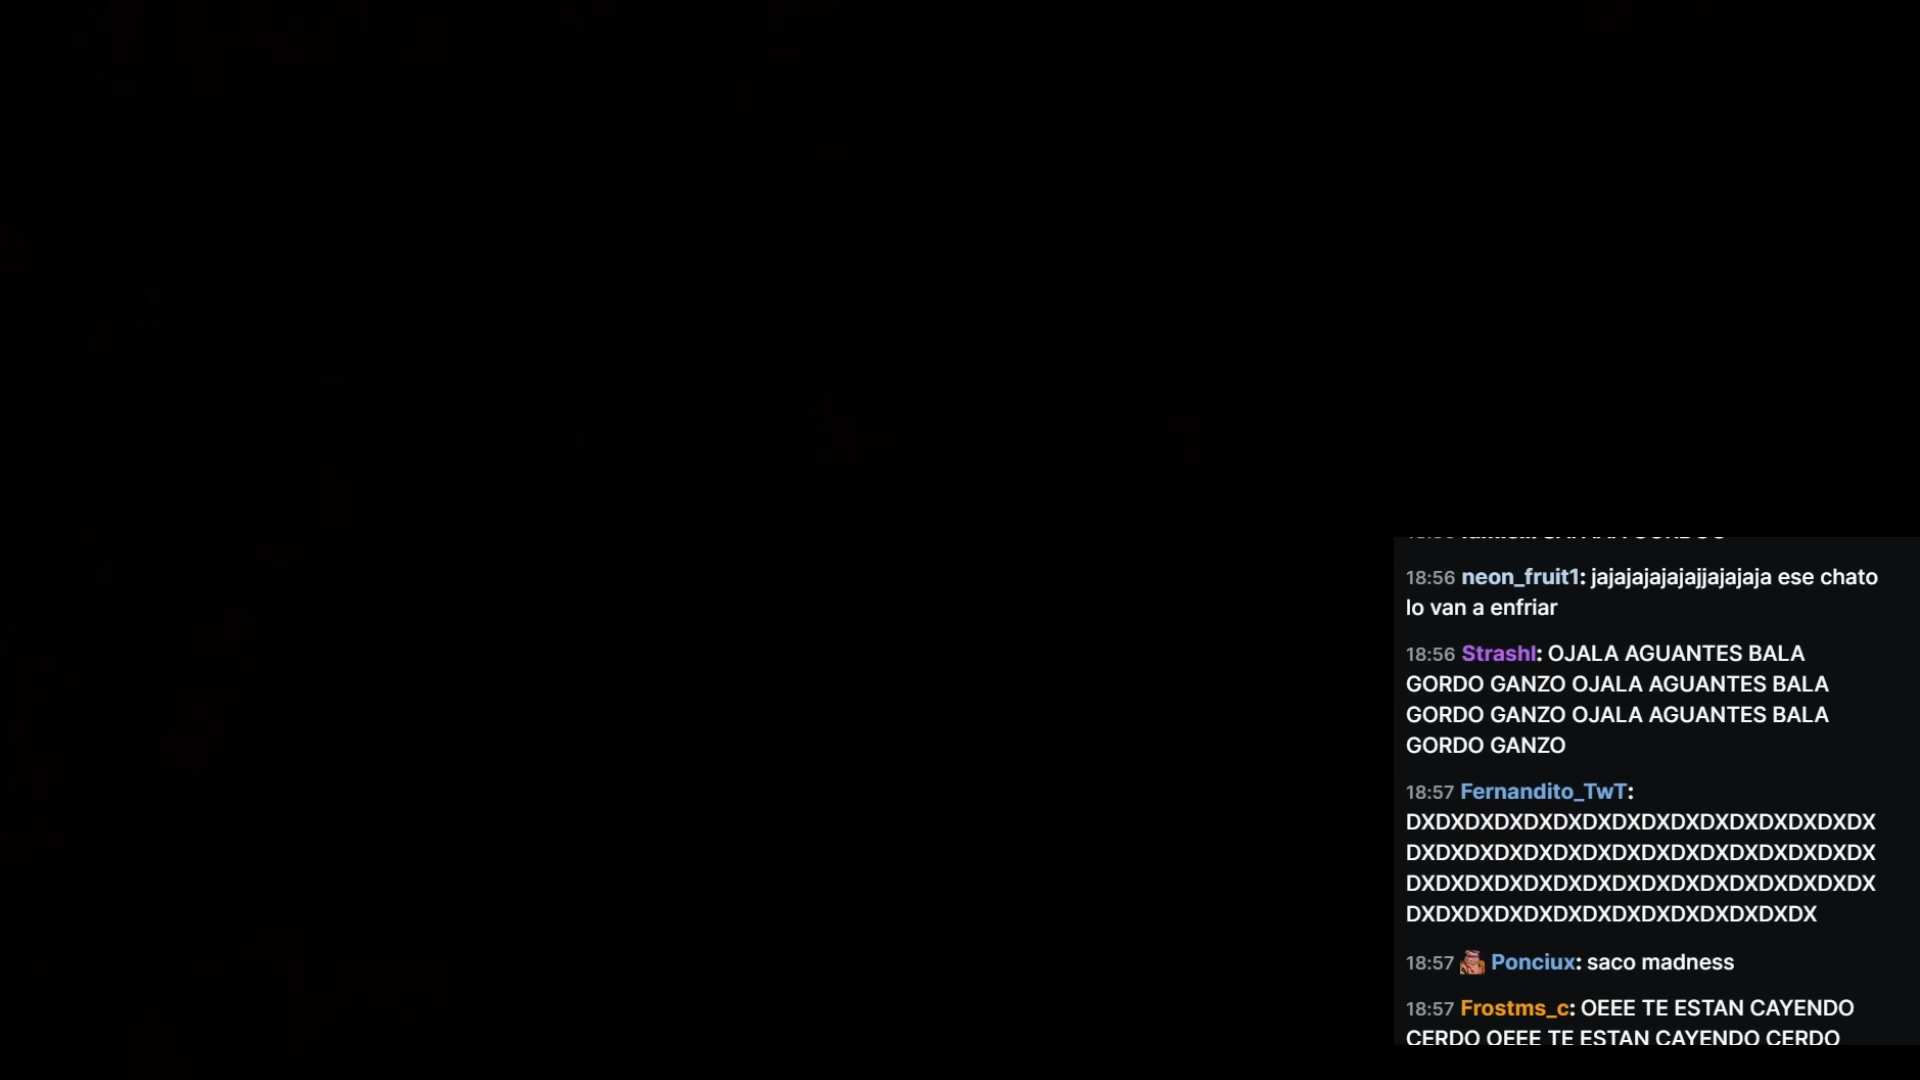 18:56 neon_fruit1: jajajajajajajjajajaja ese chato
lo van a enfriar
18:56 Strashl: OJALA AGUANTES BALA
GORDO GANZO OJALA AGUANTES BALA
GORDO GANZO OJALA AGUANTES BALA
GORDO GANZO
18:57 Fernandito_TwT:
DXDXDXDXDXDXDXDXDXDXDXDXDXDXDXDX
DXDXDXDXDXDXDXDXDXDXDXDXDXDXDXDX
DXDXDXDXDXDXDXDXDXDXDXDXDXDXDXDX
DXDXDXDXDXDXDXDXDXDXDXDXDXDX
18:57 Ponciux: saco madness
18:57 Frostms_c: OEEE TE ESTAN CAYENDO
CERDO OEEE TE ESTAN CAYENDO CERDO